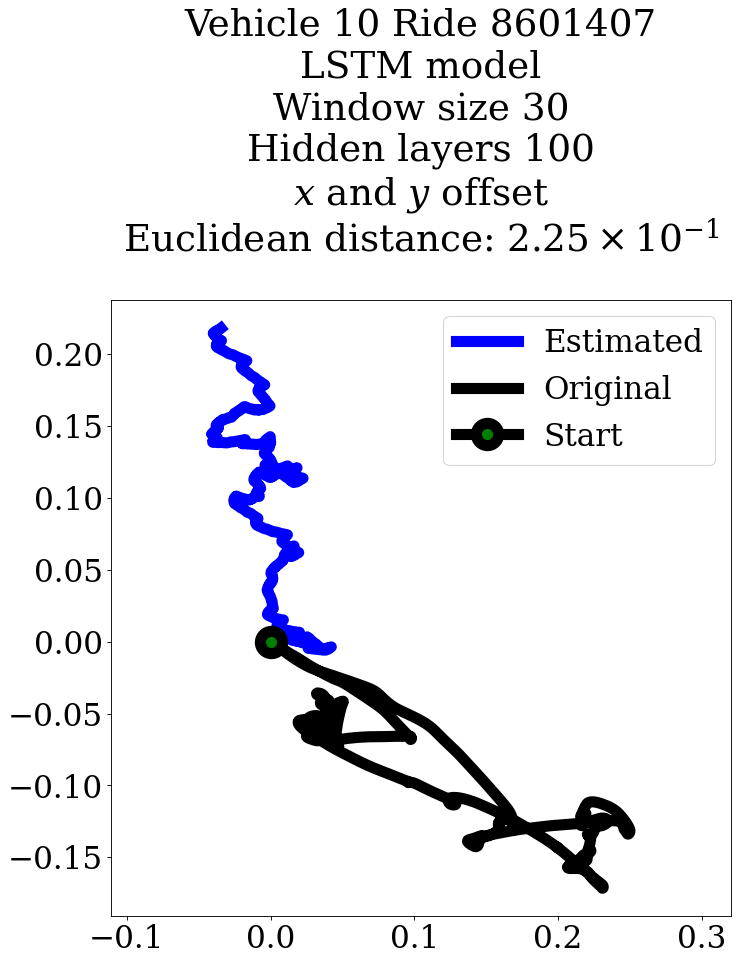 Vehicle 10 Ride 8601407
LSTM model
Window size 30
Hidden layers 100
x and y offset
Euclidean distance: 2.25 × 10⁻¹
Estimated
Original
Start
0.20
0.15
0.10
0.05
0.00
−0.05
−0.10
−0.15
−0.1 0.0 0.1 0.2 0.3